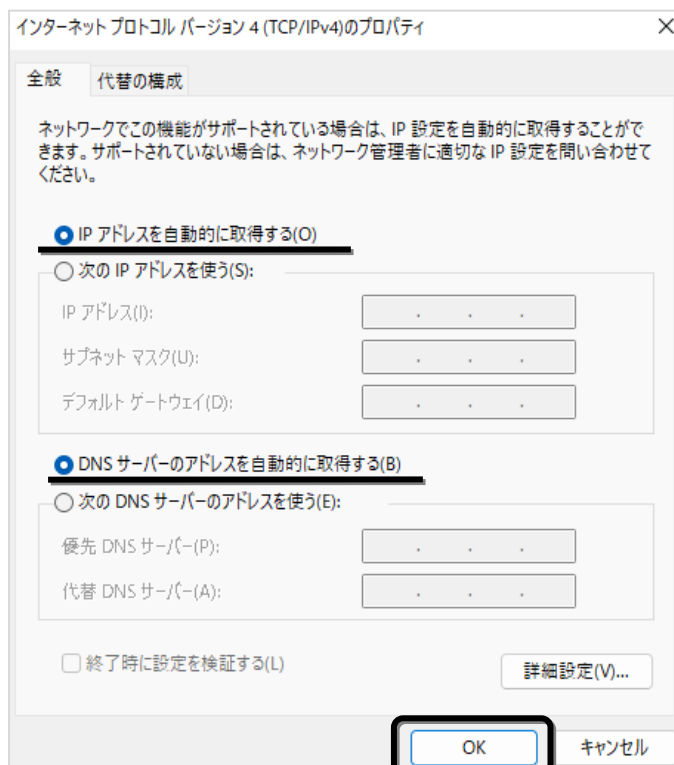 インターネット プロトコル バージョン 4 (TCP/IPv4)のプロパティ
全般
代替の構成
ネットワークでこの機能がサポートされている場合は、IP 設定を自動的に取得することがで
きます。サポートされていない場合は、ネットワーク管理者に適切な IP 設定を問い合わせて
ください。
IP アドレスを自動的に取得する(O)
次の IP アドレスを使う(S):
IP アドレス(I):
サブネット マスク(U):
デフォルト ゲートウェイ(D):
DNS サーバーのアドレスを自動的に取得する(B)
次の DNS サーバーのアドレスを使う(E):
優先 DNS サーバー(P):
代替 DNS サーバー(A):
終了時に設定を検証する(L)
詳細設定(V)...
OK
キャンセル